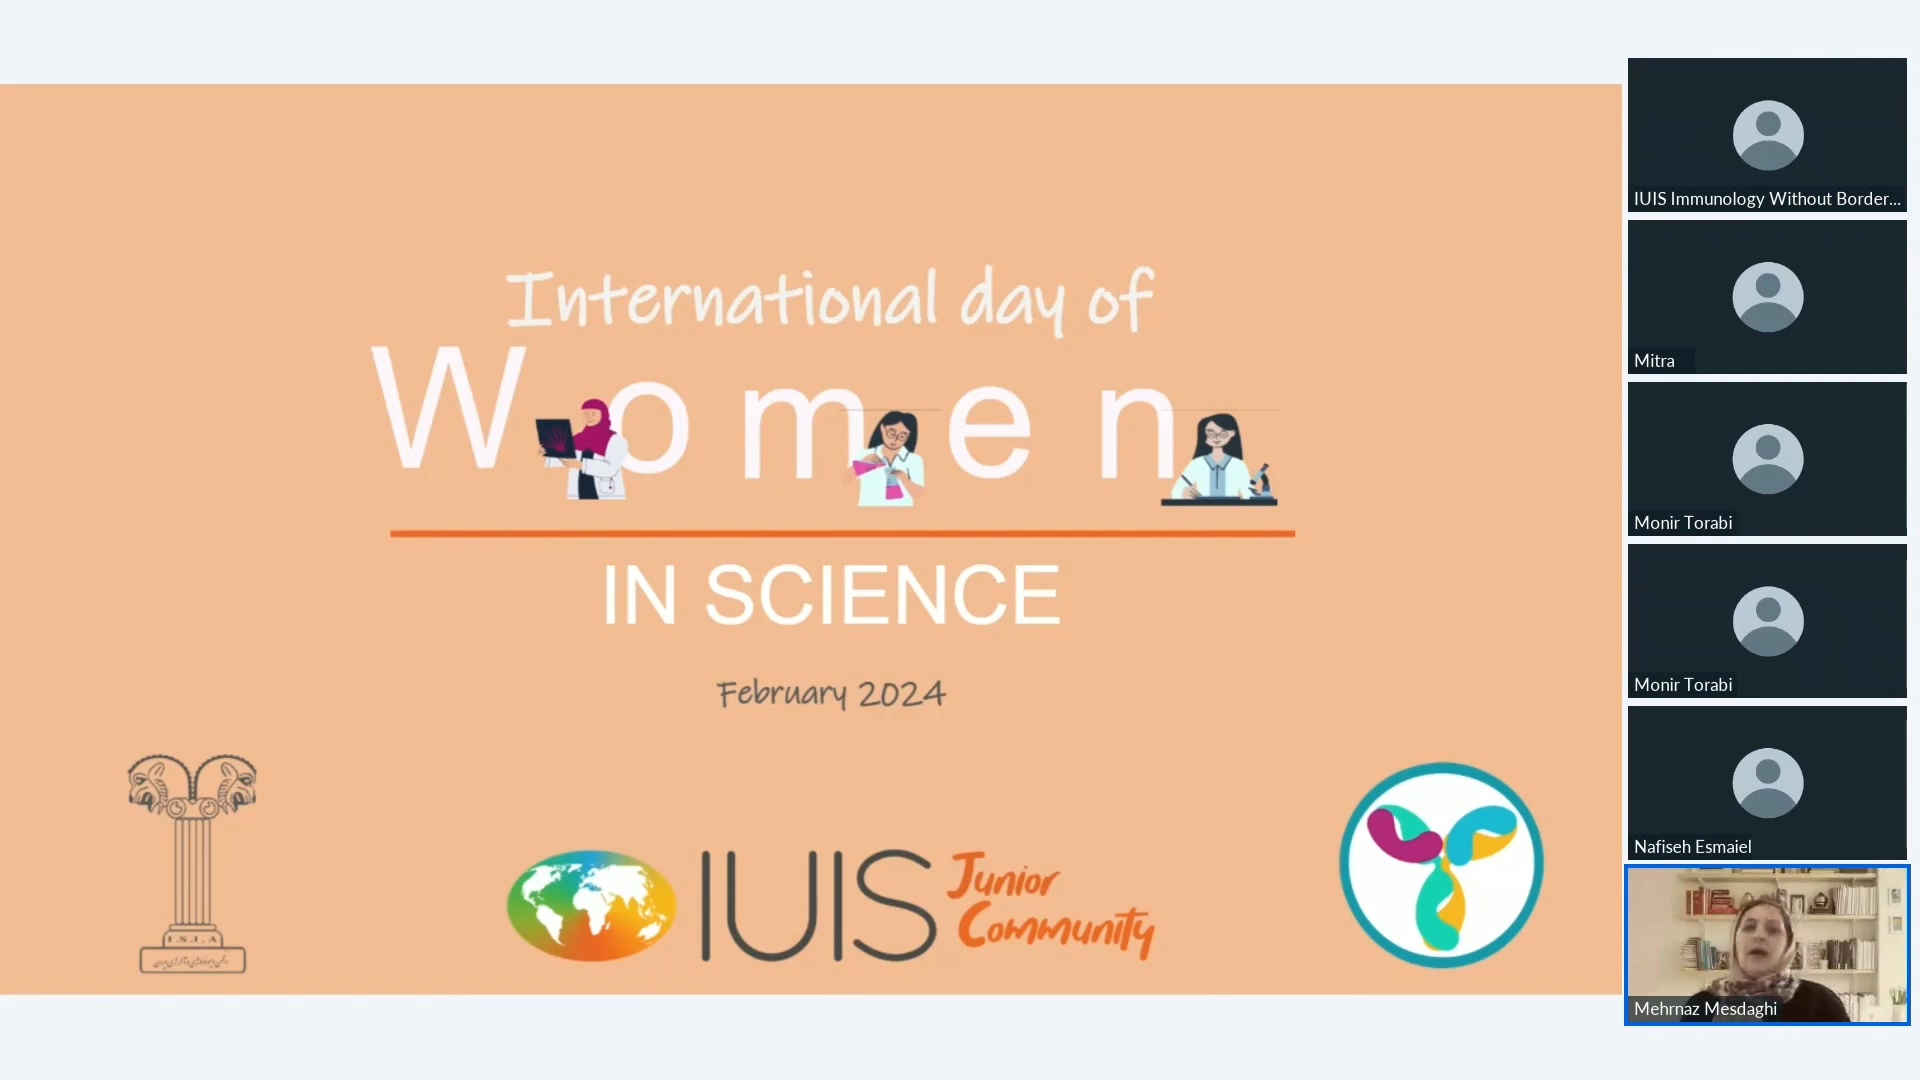 International day of
Women
IN SCIENCE
February 2024
I.S.I.A
IUIS Junior
Community
IUIS Immunology Without Border...
Mitra
Monir Torabi
Monir Torabi
Nafiseh Esmaiel
Mehrnaz Mesdaghi